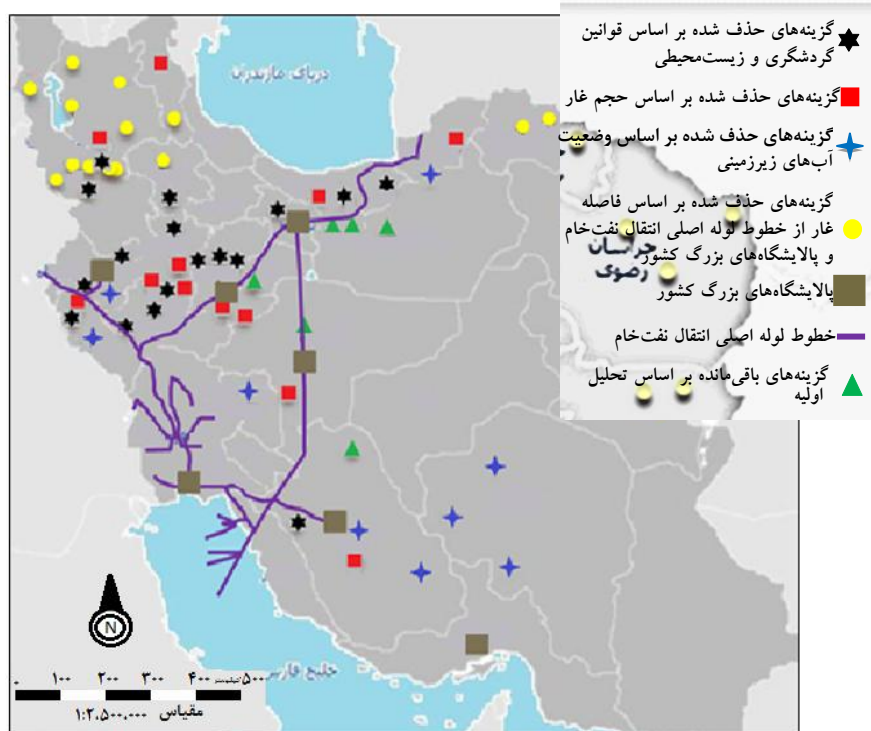 گزینه‌های حذف شده بر اساس قوانین
گردشگری و زیست‌محیطی
گزینه‌های حذف شده بر اساس حجم غار
گزینه‌های حذف شده بر اساس وضعیت
آب‌های زیرزمینی
گزینه‌های حذف شده بر اساس فاصله
غار از خطوط لوله اصلی انتقال نفت‌خام
و پالایشگاه‌های بزرگ کشور
پالایشگاه‌های بزرگ کشور
خطوط لوله اصلی انتقال نفت‌خام
گزینه‌های باقی‌مانده بر اساس تحلیل
اولیه
دریای مازندران
خراسان
رضوی
خلیج فارس
N
۰ ۱۰۰ ۲۰۰ ۳۰۰ ۴۰۰ ۵۰۰ کیلومتر
مقیاس ۱:۲،۵۰۰،۰۰۰